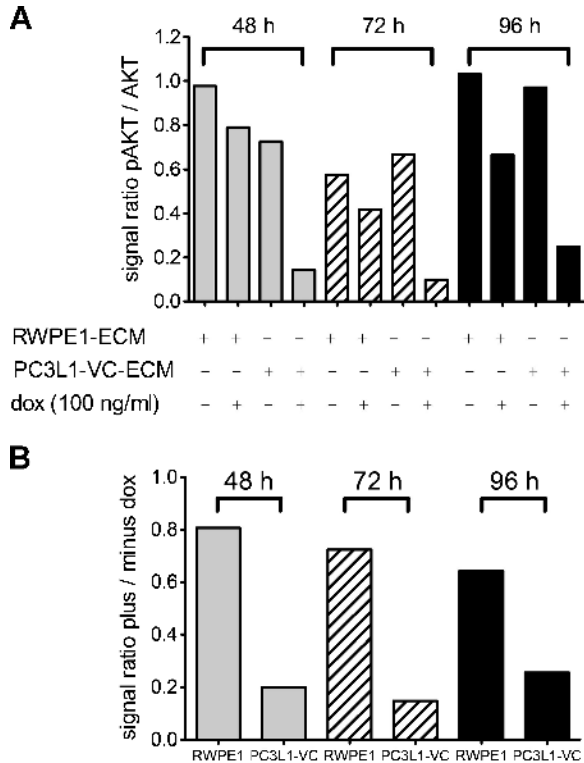 A
48 h 72 h 96 h
signal ratio pAKT / AKT
1.2
1.0
0.8
0.6
0.4
0.2
0.0
RWPE1-ECM + + − − + + − − + + − −
PC3L1-VC-ECM − − + + − − + + − − + +
dox (100 ng/ml) − + − + − + − + − + − +
B
48 h 72 h 96 h
signal ratio plus / minus dox
1.0
0.8
0.6
0.4
0.2
0.0
RWPE1 PC3L1-VC RWPE1 PC3L1-VC RWPE1 PC3L1-VC